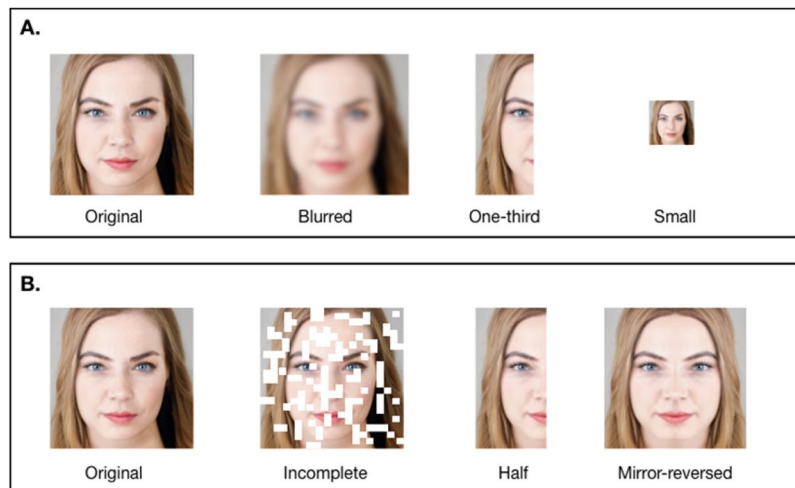 A.
Original Blurred One-third Small
B.
Original Incomplete Half Mirror-reversed